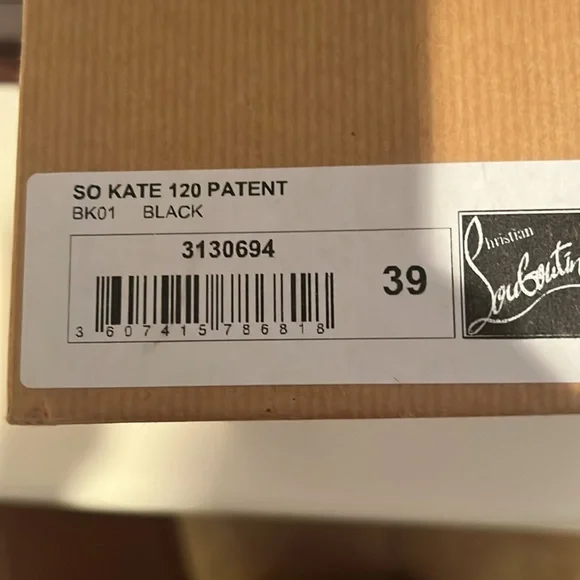 SO KATE 120 PATENT
BK01 BLACK
3130694
39
3 607415 786818
Christian
Louboutin